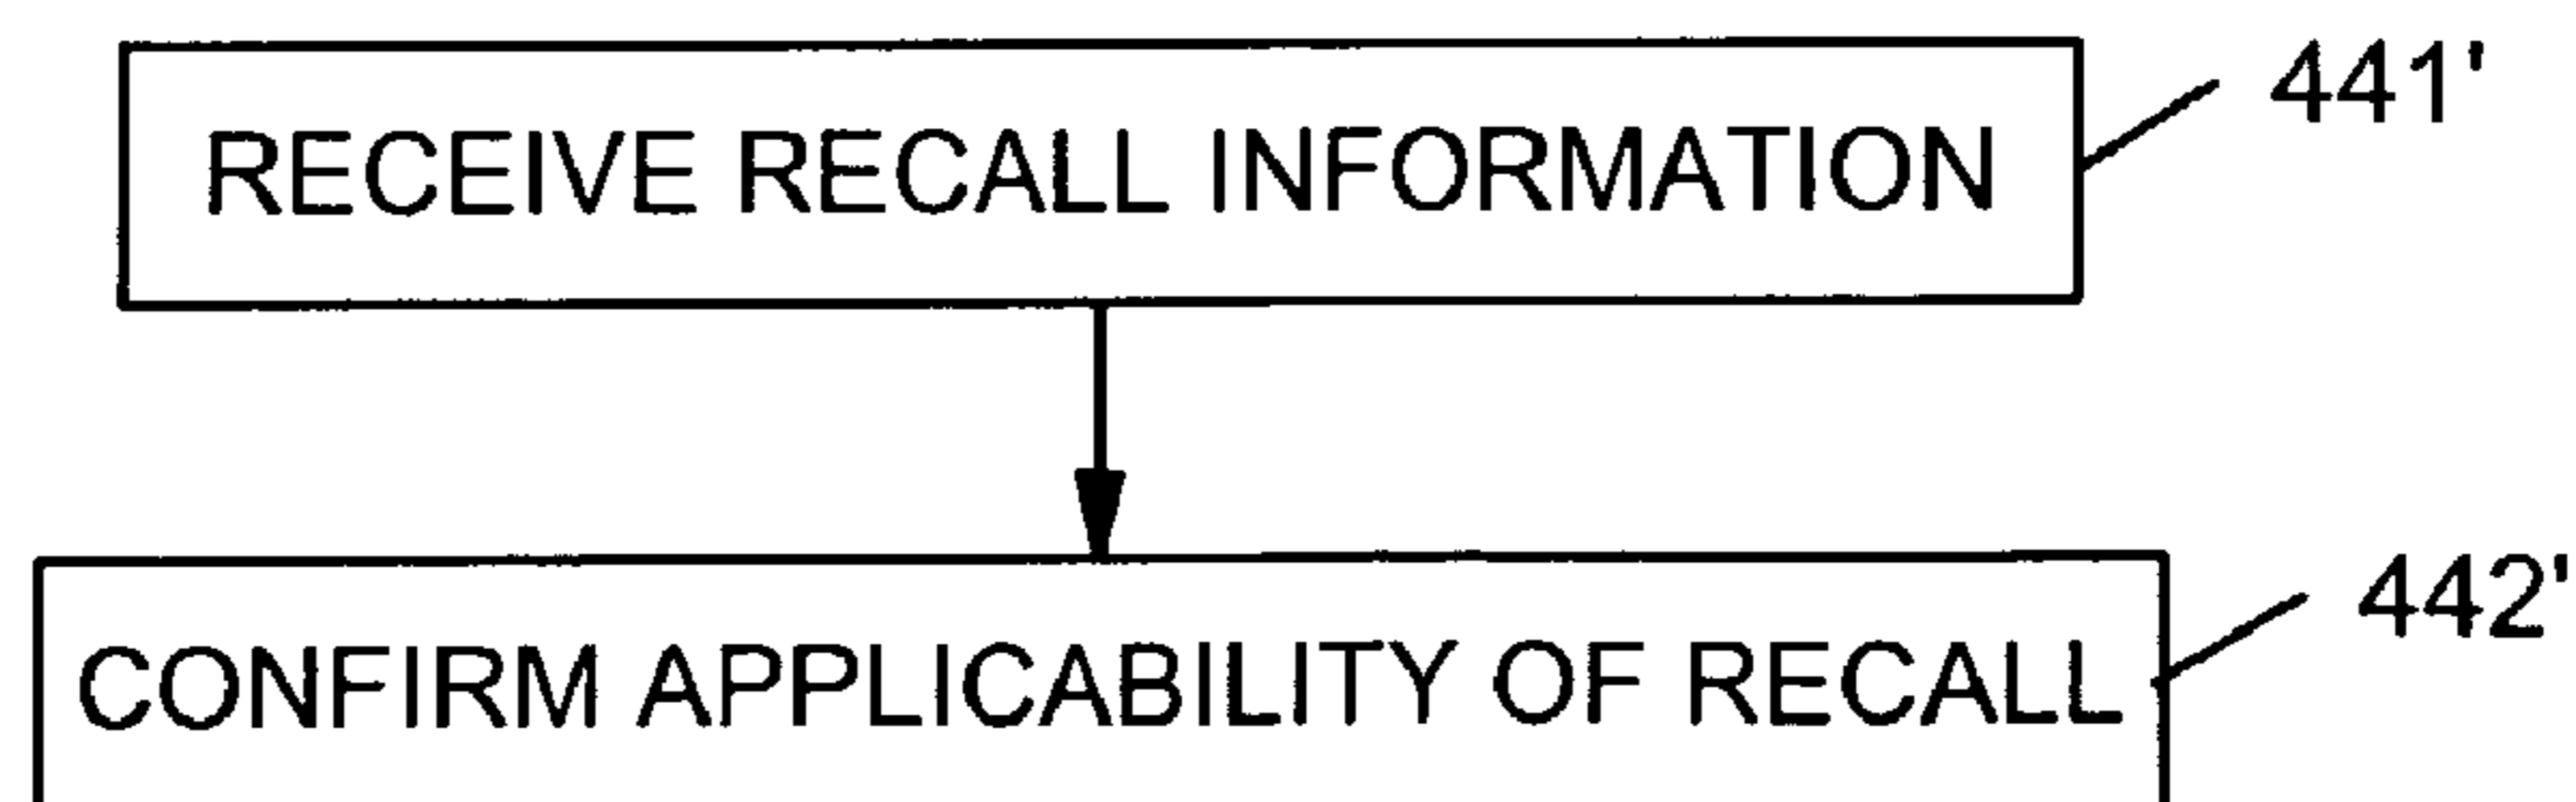 441'
RECEIVE RECALL INFORMATION
442'
CONFIRM APPLICABILITY OF RECALL